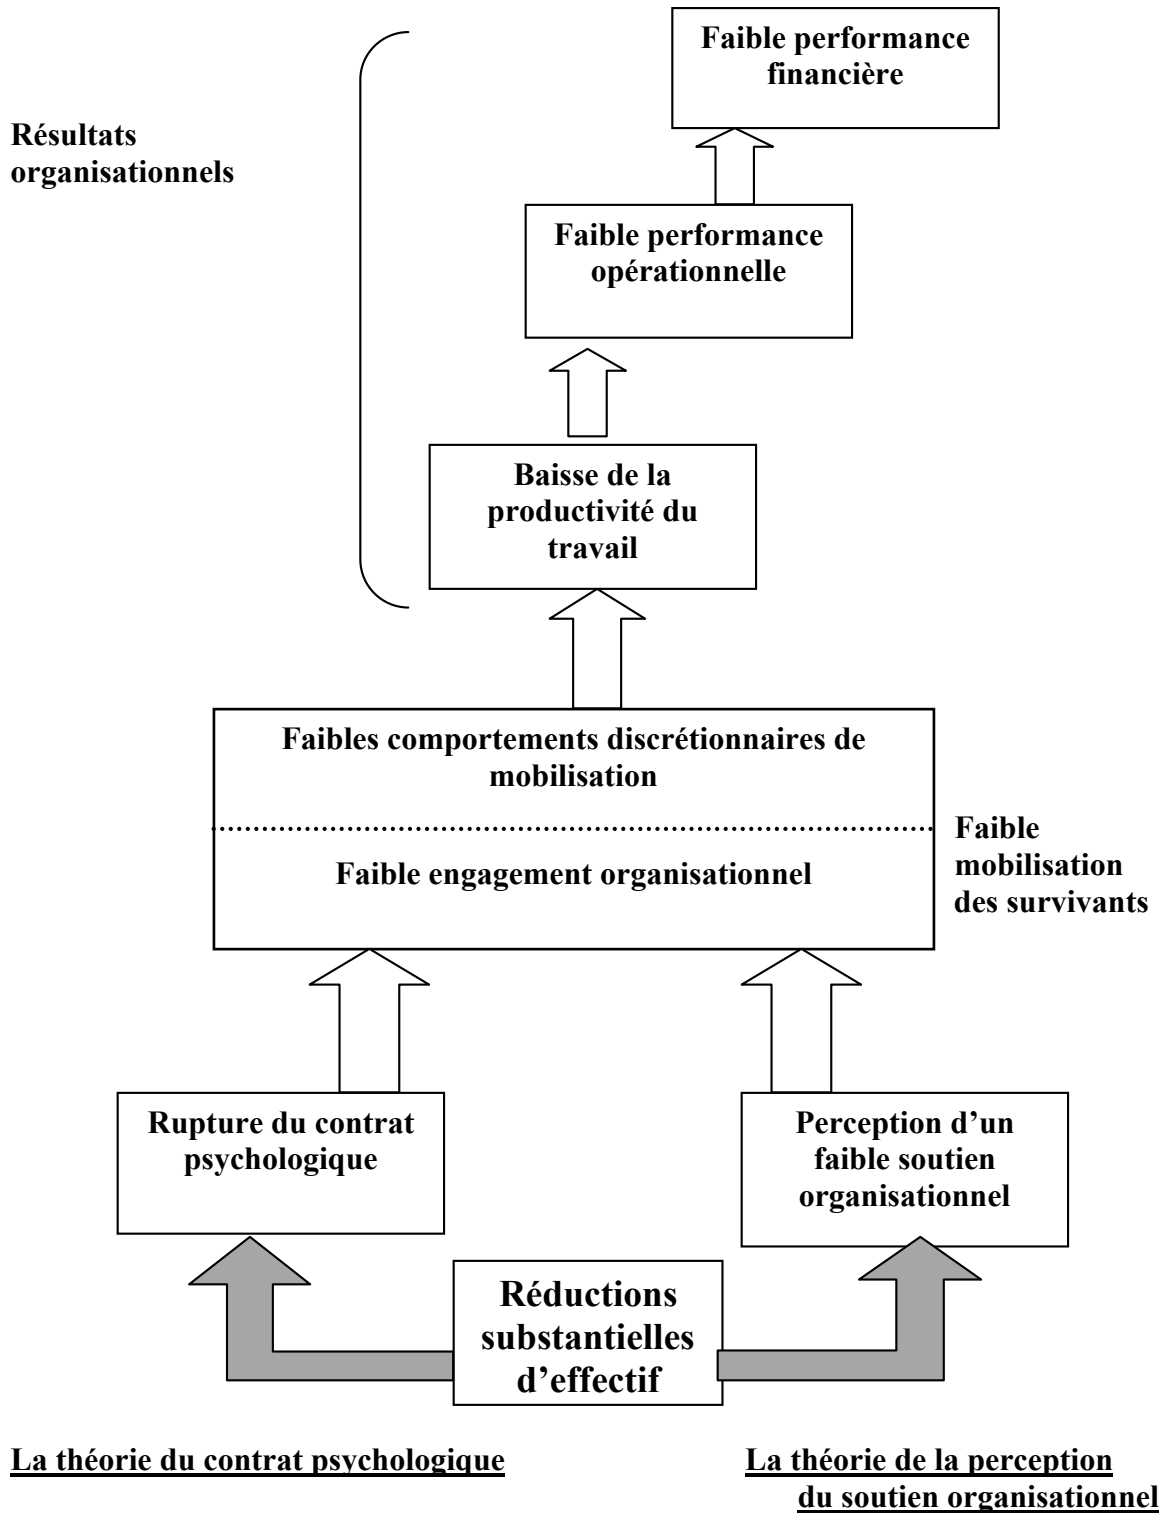 Faible performance
financière
Résultats
organisationnels
Faible performance
opérationnelle
Baisse de la
productivité du
travail
Faibles comportements discrétionnaires de
mobilisation
Faible engagement organisationnel
Faible
mobilisation
des survivants
Rupture du contrat
psychologique
Perception d’un
faible soutien
organisationnel
Réductions
substantielles
d’effectif
La théorie du contrat psychologique
La théorie de la perception
du soutien organisationnel